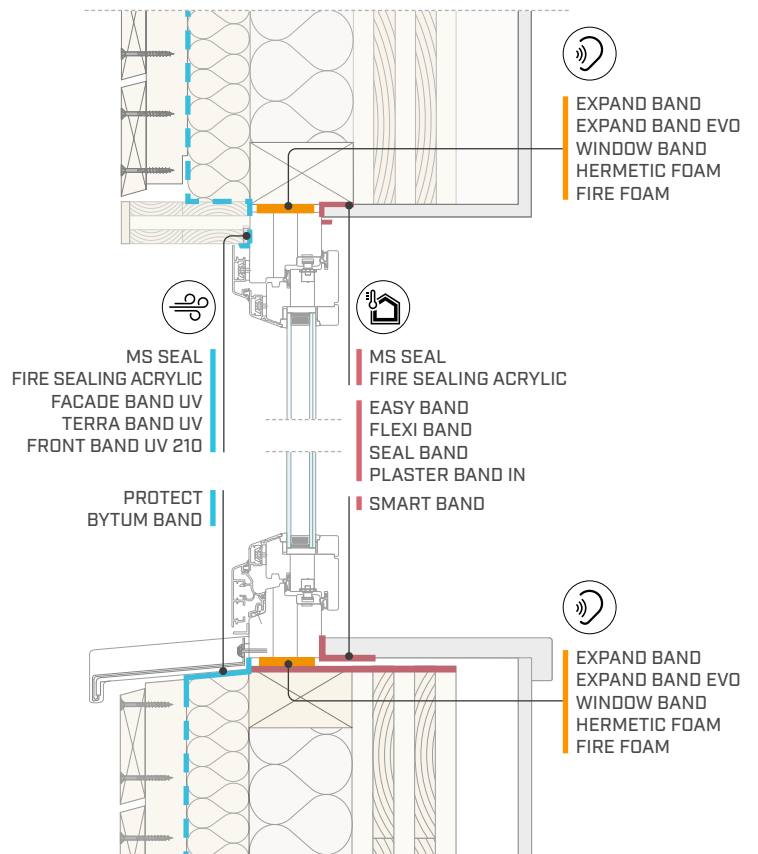 EXPAND BAND
EXPAND BAND EVO
WINDOW BAND
HERMETIC FOAM
FIRE FOAM
MS SEAL
FIRE SEALING ACRYLIC
FACADE BAND UV
TERRA BAND UV
FRONT BAND UV 210
PROTECT
BYTUM BAND
MS SEAL
FIRE SEALING ACRYLIC
EASY BAND
FLEXI BAND
SEAL BAND
PLASTER BAND IN
SMART BAND
EXPAND BAND
EXPAND BAND EVO
WINDOW BAND
HERMETIC FOAM
FIRE FOAM